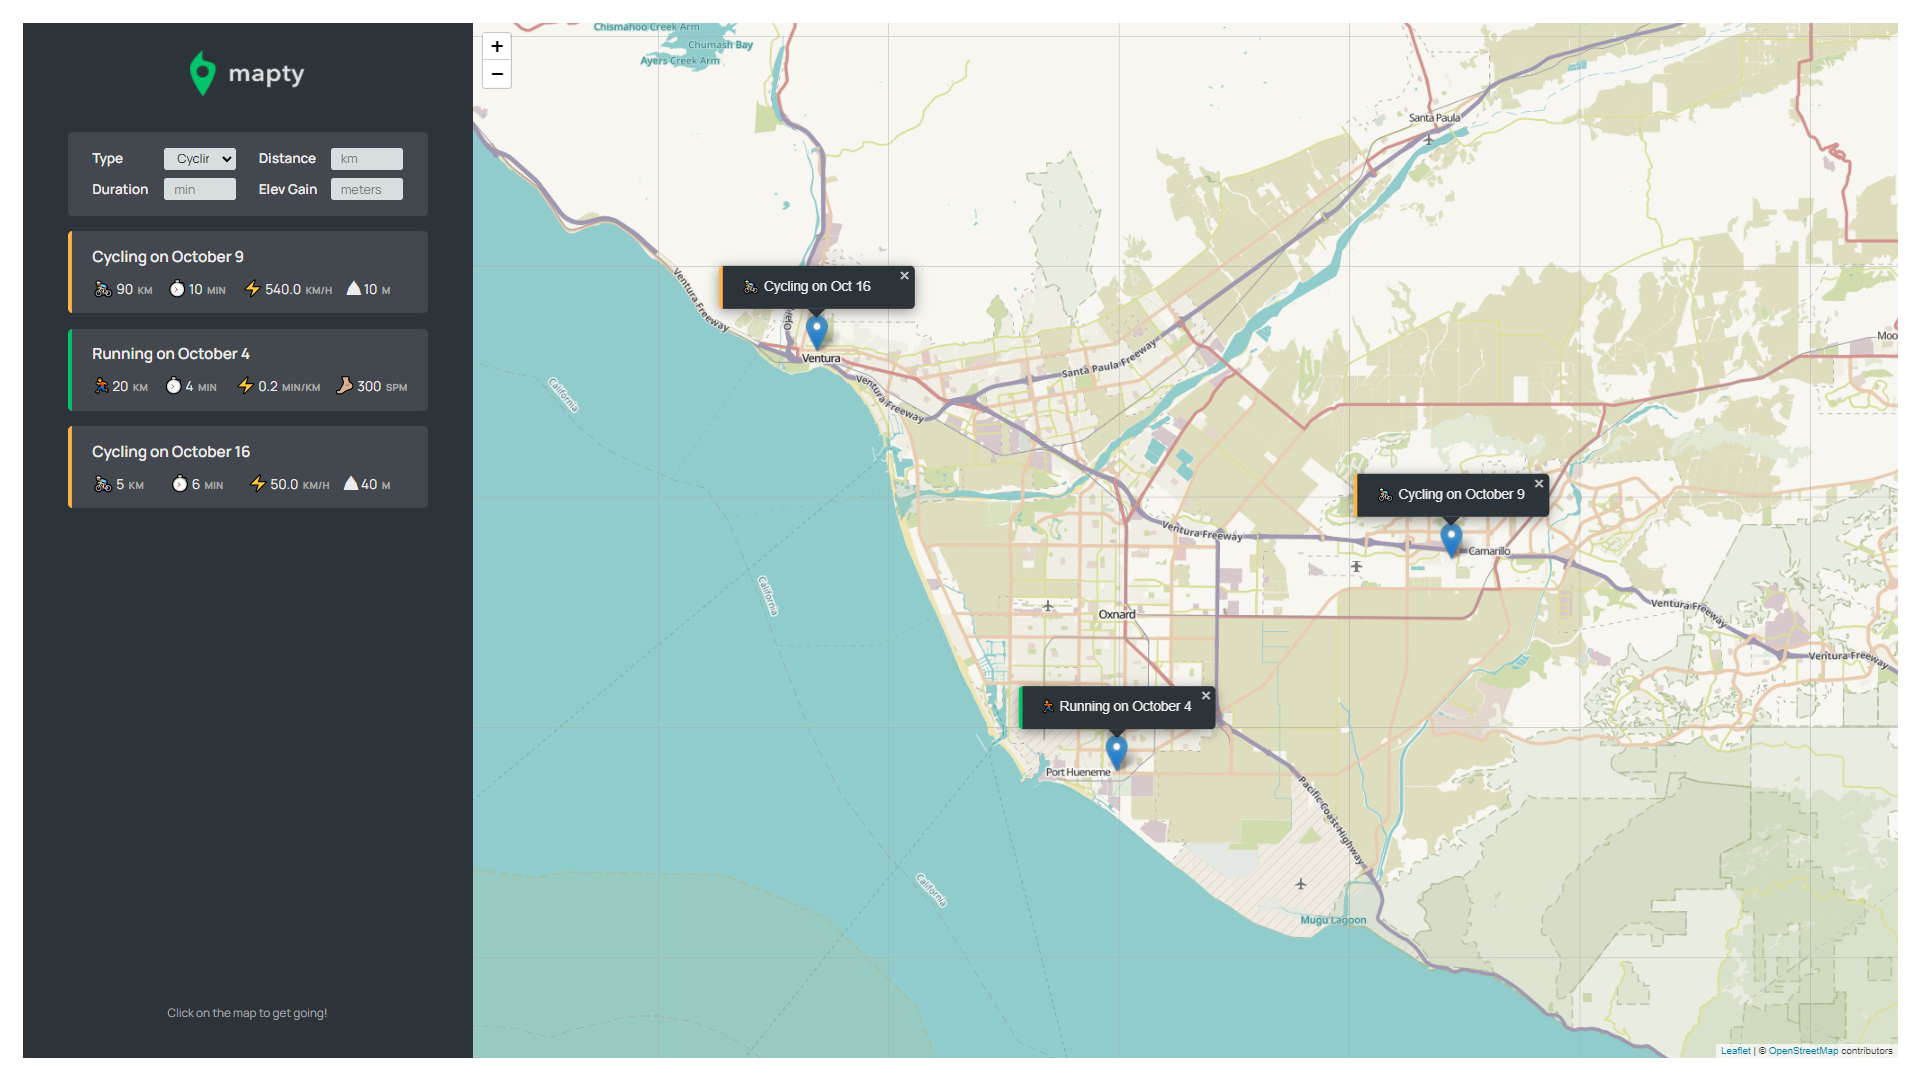 mapty
Type Cyclir Distance km
Duration min Elev Gain meters
Cycling on October 9
90 KM 10 MIN 540.0 KM/H 10 M
Running on October 4
20 KM 4 MIN 0.2 MIN/KM 300 SPM
Cycling on October 16
5 KM 6 MIN 50.0 KM/H 40 M
Click on the map to get going!
+
−
Chismahoo Creek Arm
Chumash Bay
Ayers Creek Arm
Santa Paula
Ventura Freeway
Cycling on Oct 16 ×
Ojai
Ventura
Moo
Santa Paula Freeway
Ventura Freeway
California
Cycling on October 9 ×
Ventura Freeway
Camarillo
California
Oxnard
Ventura Freeway
Ventura Freeway
Running on October 4 ×
Port Hueneme
Pacific Coast Highway
California
Mugu Lagoon
Leaflet | © OpenStreetMap contributors